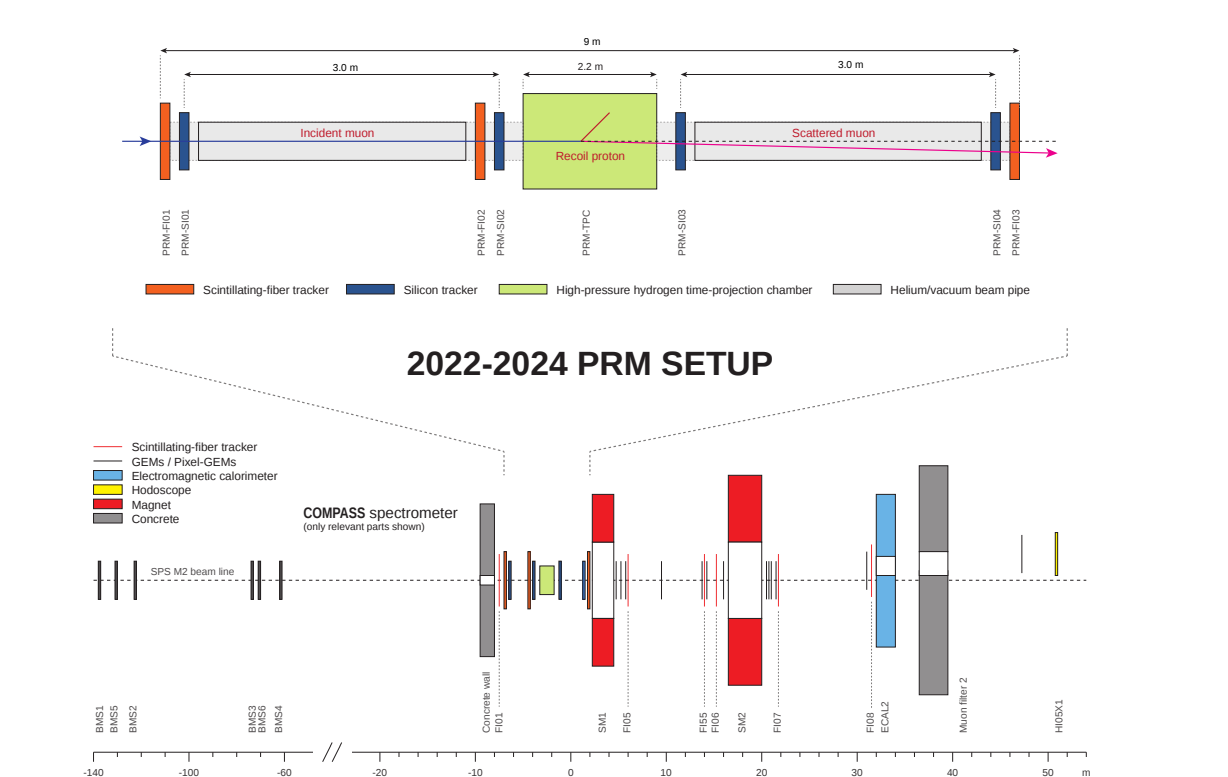 9 m
3.0 m
2.2 m
3.0 m
Incident muon
Scattered muon
Recoil proton
PRM-FI01
PRM-SI01
PRM-FI02
PRM-SI02
PRM-TPC
PRM-SI03
PRM-SI04
PRM-FI03
Scintillating-fiber tracker
Silicon tracker
High-pressure hydrogen time-projection chamber
Helium/vacuum beam pipe
2022-2024 PRM SETUP
Scintillating-fiber tracker
GEMs / Pixel-GEMs
Electromagnetic calorimeter
Hodoscope
Magnet
Concrete
COMPASS spectrometer
(only relevant parts shown)
SPS M2 beam line
BMS1
BMS5
BMS2
BMS3
BMS6
BMS4
Concrete wall
FI01
SM1
FI05
FI55
FI06
SM2
FI07
FI08
ECAL2
Muon filter 2
HI05X1
-140 -100 -60 -20 -10 0 10 20 30 40 50 m